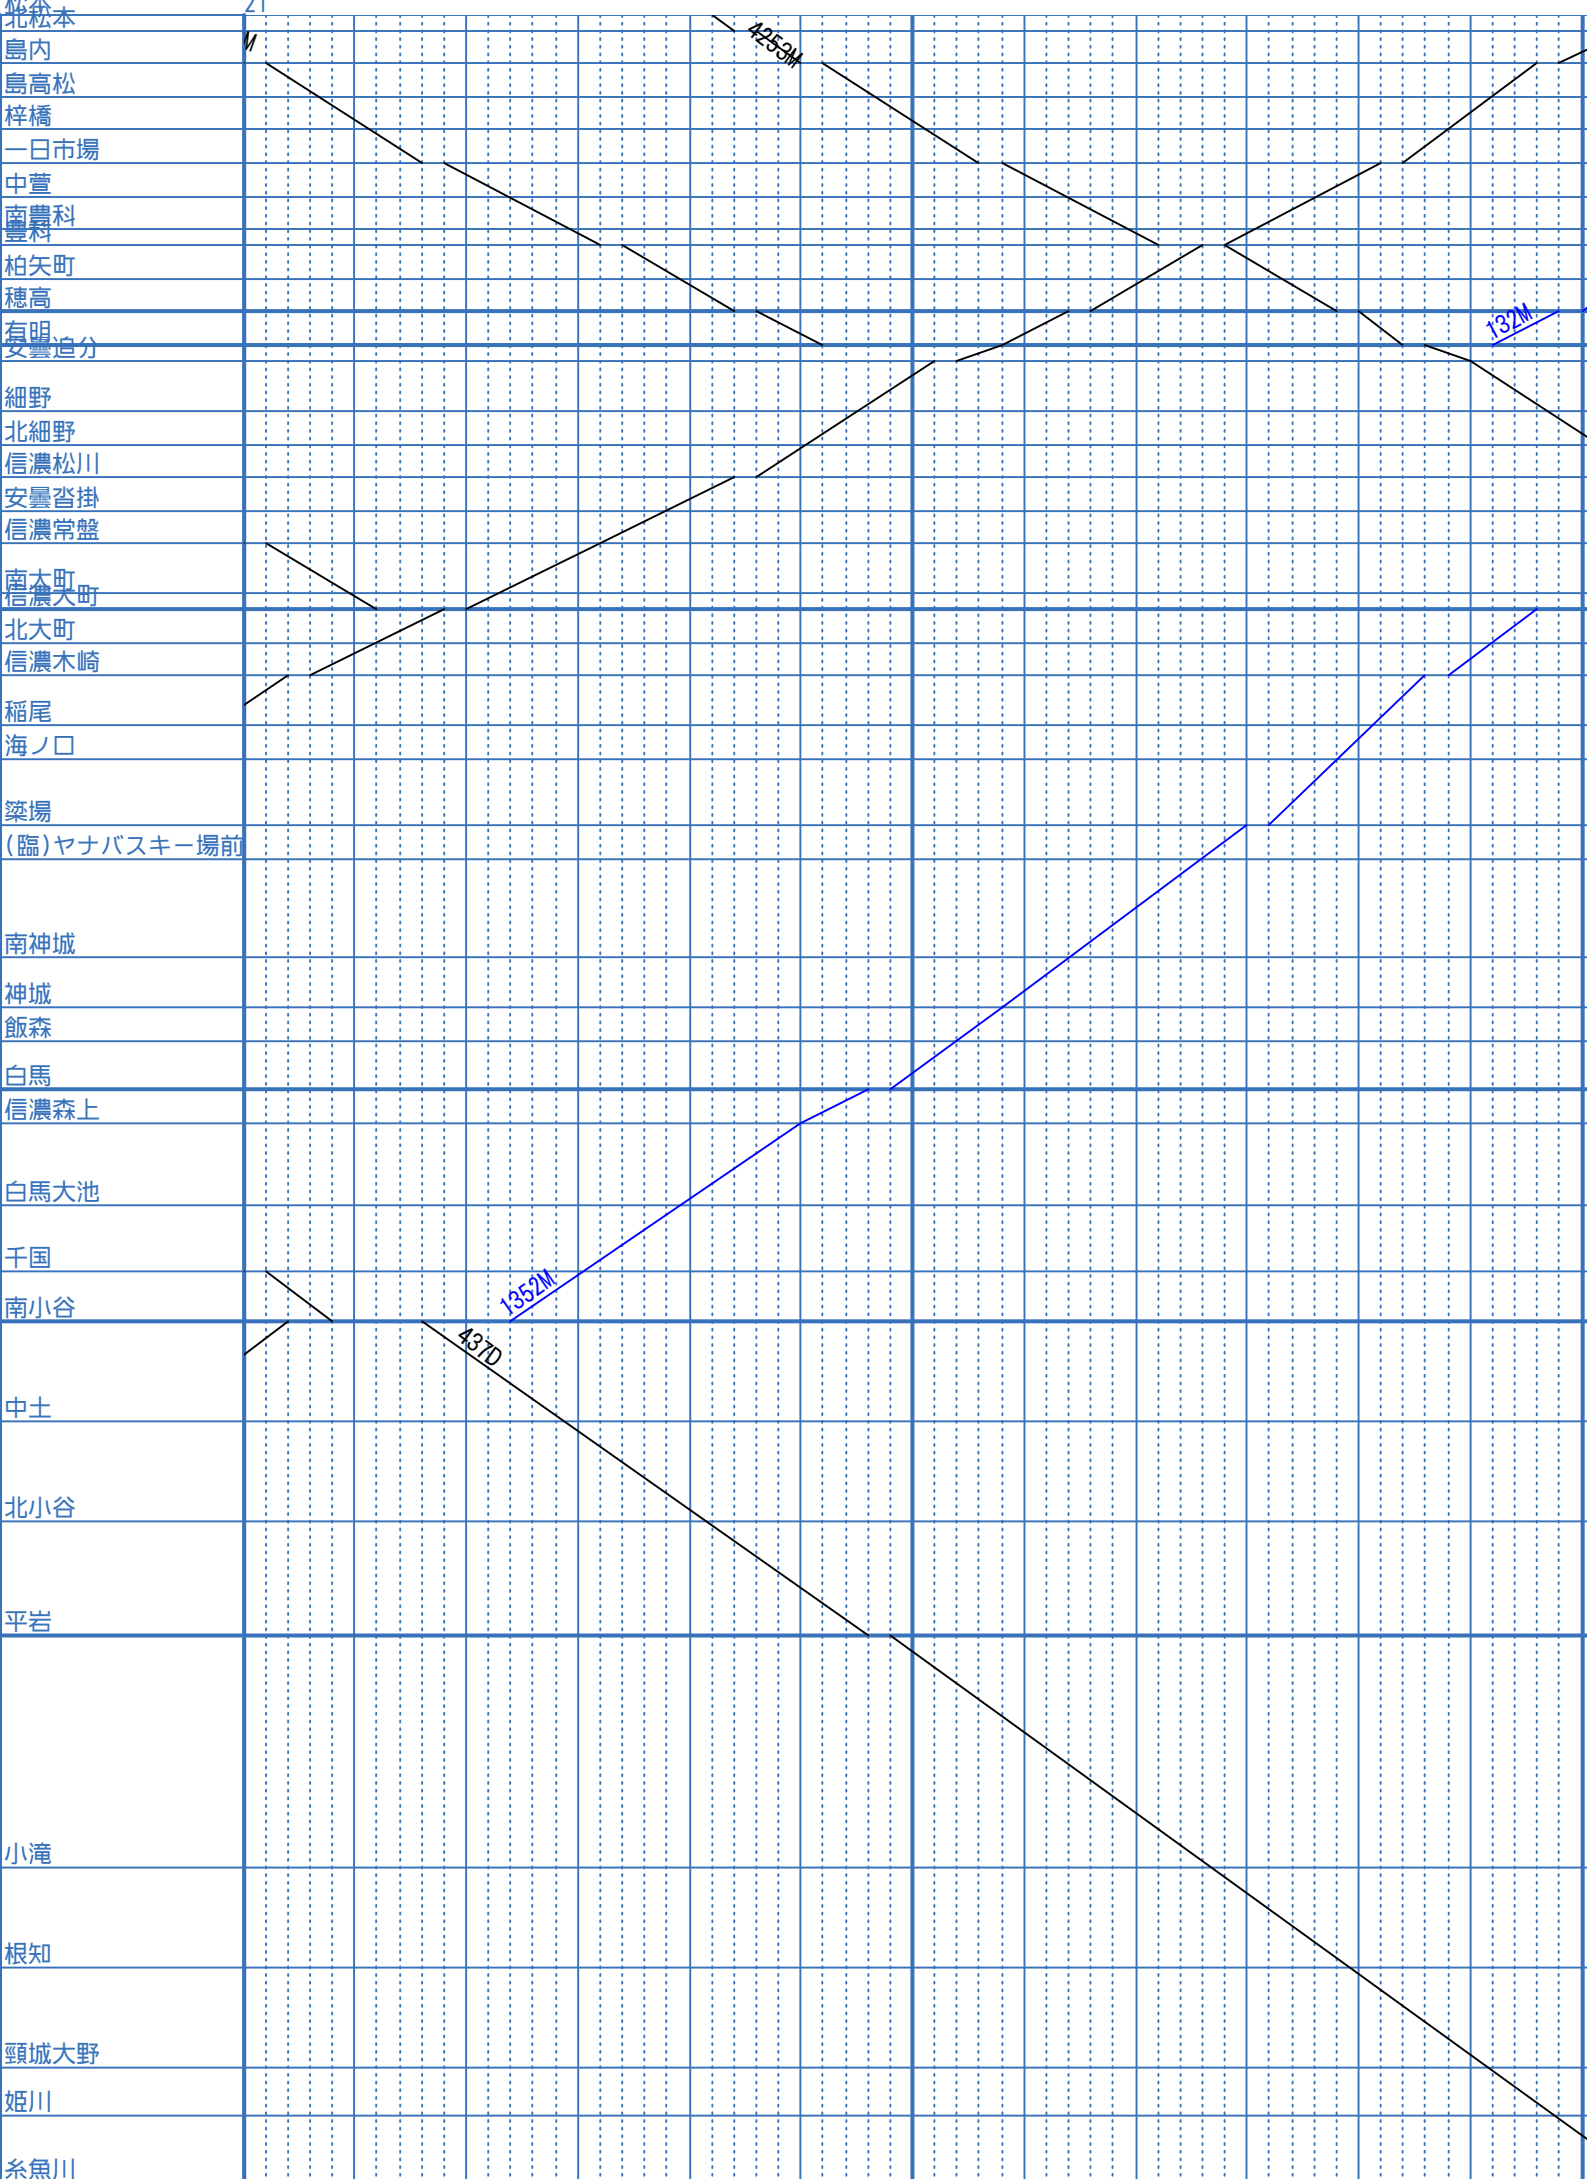 松本
21
北松本
M
4253M
島内
島高松
梓橋
一日市場
中萱
南豊科
豊科
柏矢町
穂高
132M
有明
安曇追分
細野
北細野
信濃松川
安曇沓掛
信濃常盤
南大町
信濃大町
北大町
信濃木崎
稲尾
海ノ口
簗場
(臨)ヤナバスキー場前
南神城
神城
飯森
白馬
信濃森上
白馬大池
千国
1352M
南小谷
437D
中土
北小谷
平岩
小滝
根知
頸城大野
姫川
糸魚川